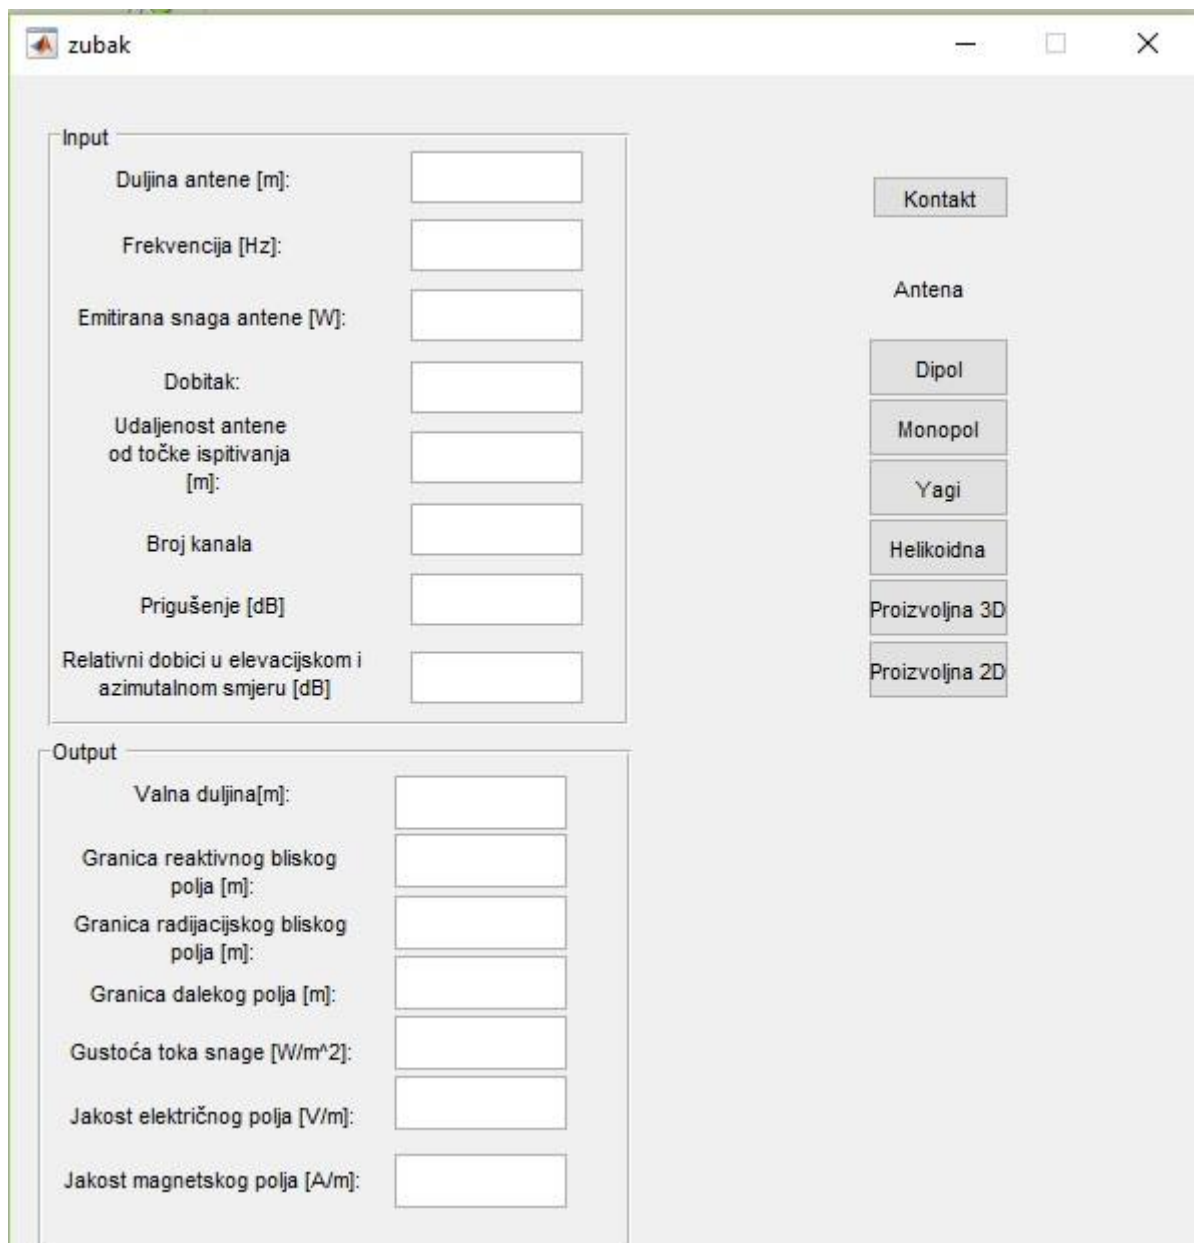 zubak
Input
Duljina antene [m]:
Frekvencija [Hz]:
Emitirana snaga antene [W]:
Dobitak:
Udaljenost antene
od točke ispitivanja
[m]:
Broj kanala
Prigušenje [dB]
Relativni dobici u elevacijskom i
azimutalnom smjeru [dB]
Kontakt
Antena
Dipol
Monopol
Yagi
Helikoidna
Proizvoljna 3D
Proizvoljna 2D
Output
Valna duljina[m]:
Granica reaktivnog bliskog
polja [m]:
Granica radijacijskog bliskog
polja [m]:
Granica dalekog polja [m]:
Gustoća toka snage [W/m^2]:
Jakost električnog polja [V/m]:
Jakost magnetskog polja [A/m]: